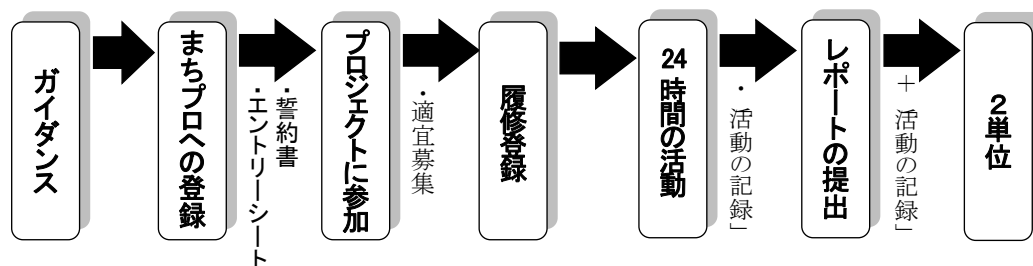 ガイダンス
まちプロへの登録
・誓約書
・エントリーシート
プロジェクトに参加
・適宜募集
履修登録
24時間の活動
・活動の記録」
レポートの提出
＋ 活動の記録」
２単位